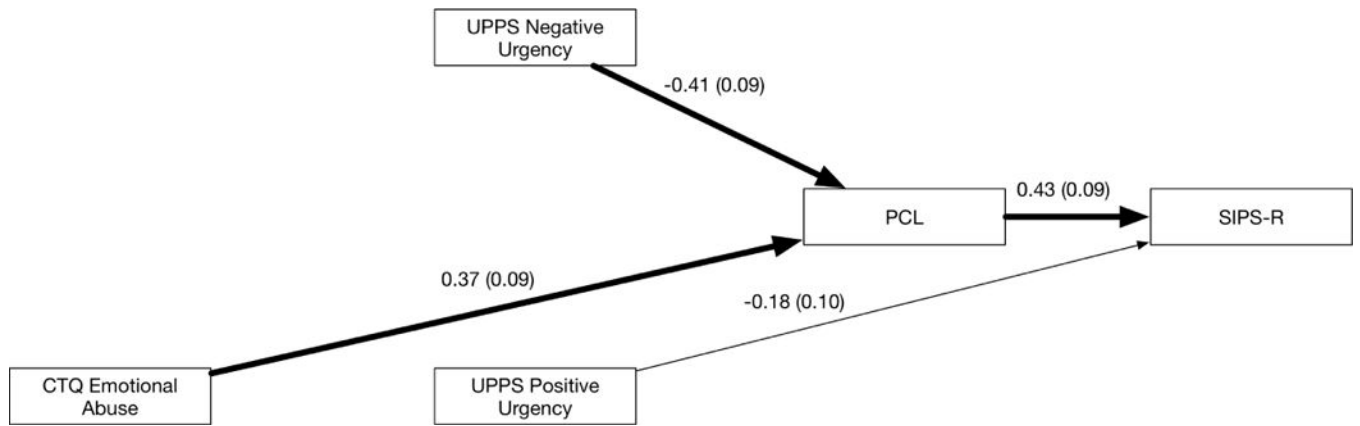 UPPS Negative
Urgency
-0.41 (0.09)
PCL
0.43 (0.09)
SIPS-R
0.37 (0.09)
-0.18 (0.10)
CTQ Emotional
Abuse
UPPS Positive
Urgency